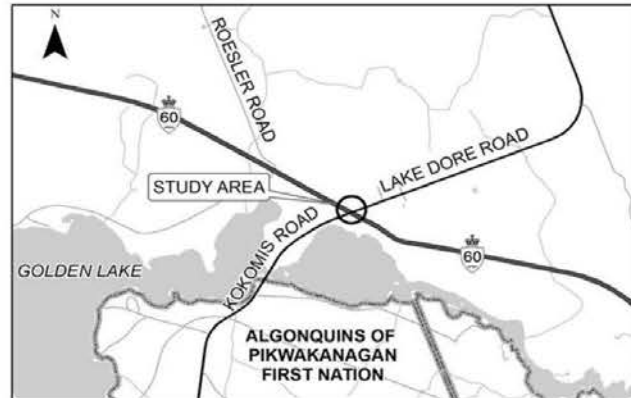 N
ROESLER ROAD
60
LAKE DORE ROAD
STUDY AREA
KOKOMIS ROAD
GOLDEN LAKE
60
ALGONQUINS OF
PIKWAKANAGAN
FIRST NATION